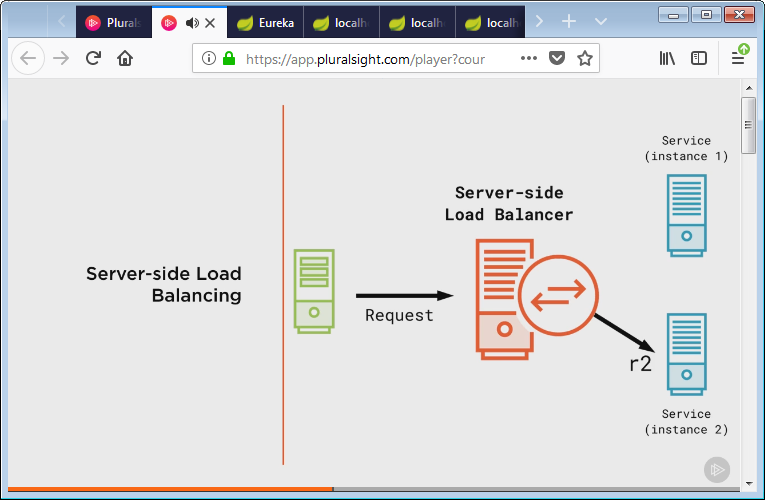 Plurals
Eureka
localh
localh
localh
https://app.pluralsight.com/player?cour
Service
(instance 1)
Server-side
Load Balancer
Server-side Load
Balancing
Request
r2
Service
(instance 2)